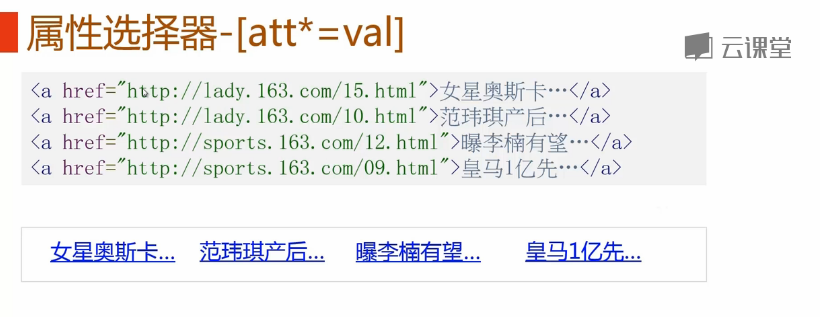 属性选择器-[att*=val]
云课堂
<a href="http://lady.163.com/15.html">女星奥斯卡…</a>
<a href="http://lady.163.com/10.html">范玮琪产后…</a>
<a href="http://sports.163.com/12.html">曝李楠有望…</a>
<a href="http://sports.163.com/09.html">皇马1亿先…</a>
女星奥斯卡... 范玮琪产后... 曝李楠有望... 皇马1亿先...